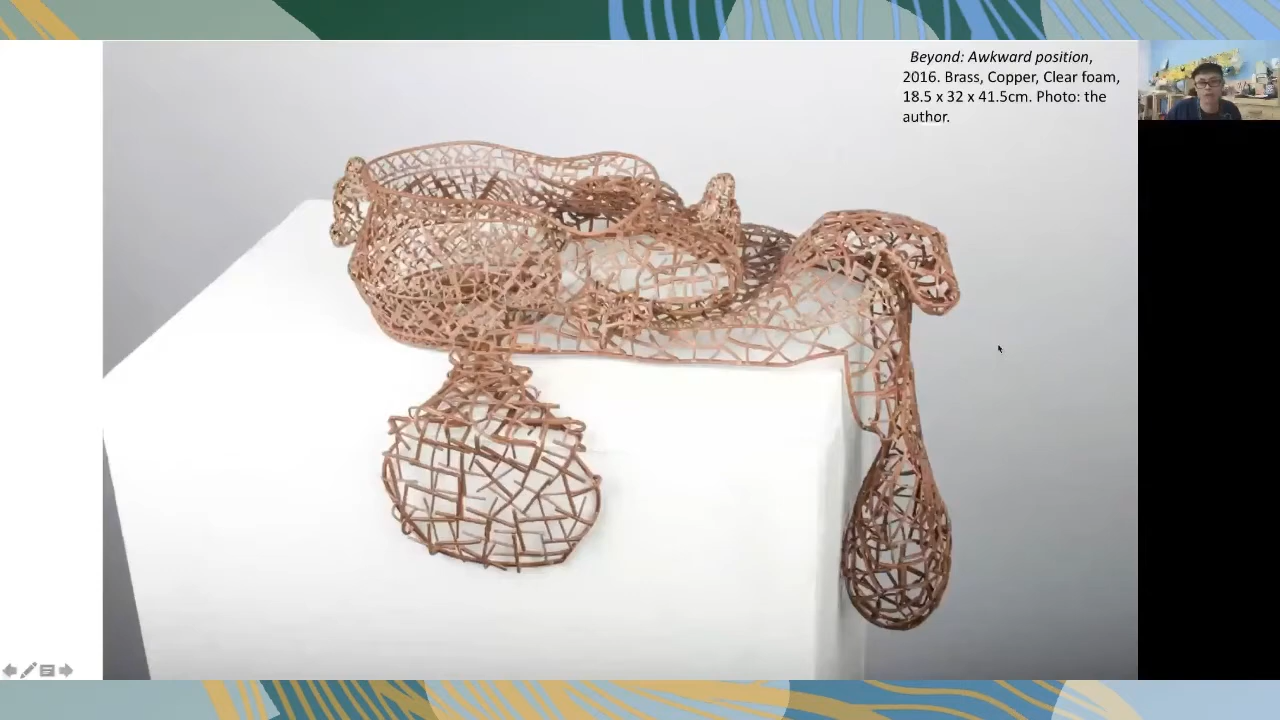 Beyond: Awkward position,
2016. Brass, Copper, Clear foam,
18.5 x 32 x 41.5cm. Photo: the
author.